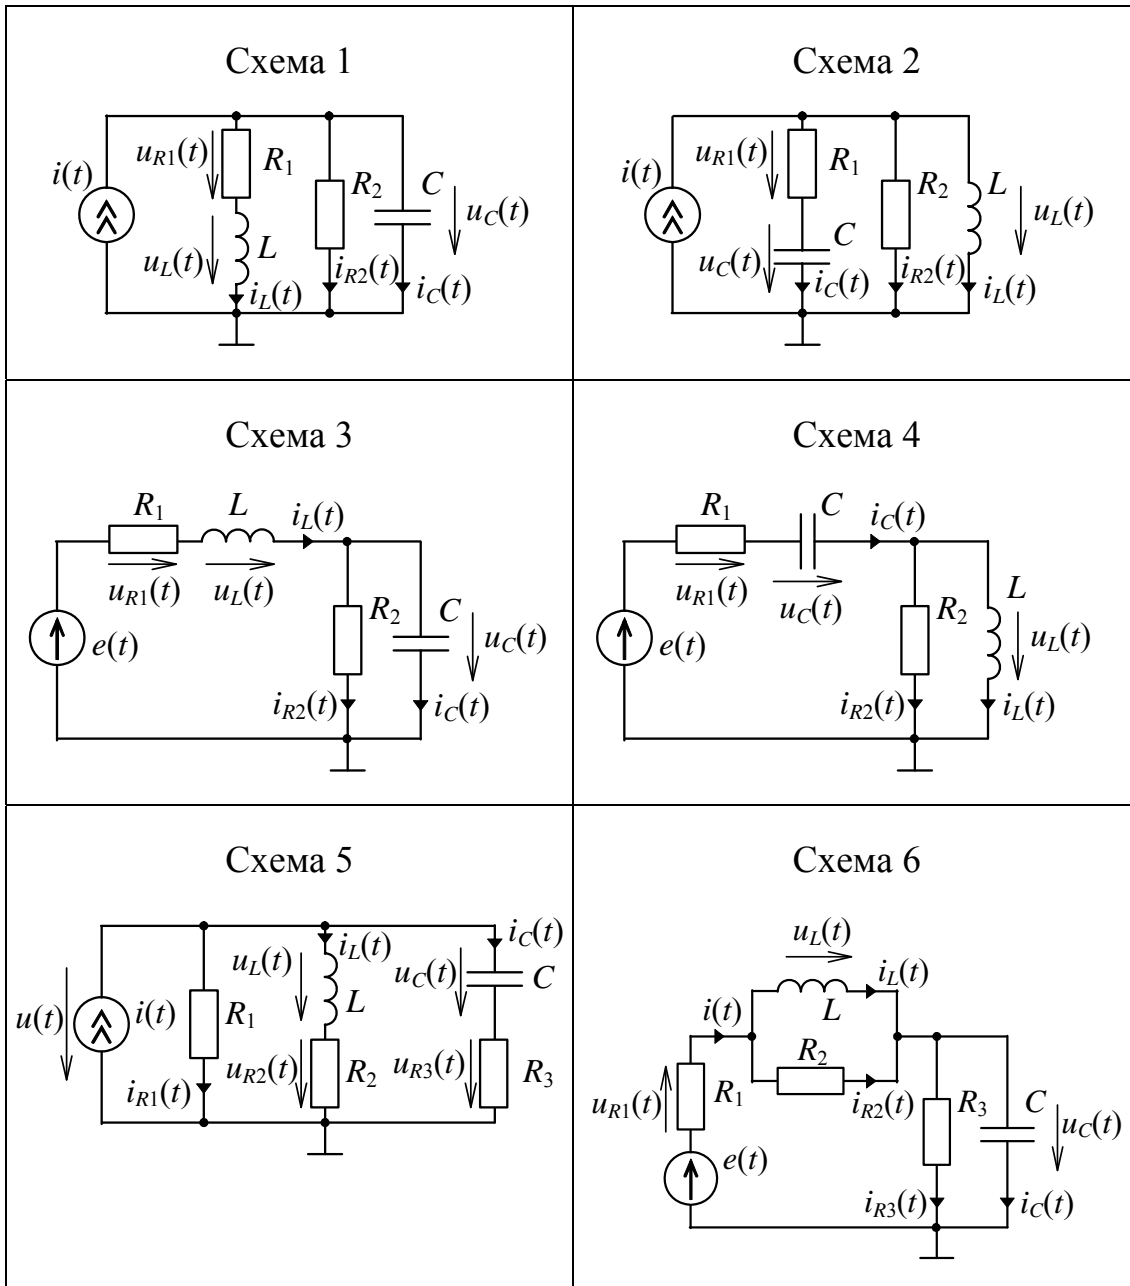 Схема 1
u_{R1}(t)
R_1
i(t)
R_2
C
u_C(t)
u_L(t)
L
i_{R2}(t)
i_L(t)
i_C(t)
Схема 2
u_{R1}(t)
R_1
i(t)
R_2
L
u_L(t)
u_C(t)
C
i_C(t)
i_{R2}(t)
i_L(t)
Схема 3
R_1
L
i_L(t)
u_{R1}(t)
u_L(t)
R_2
C
e(t)
u_C(t)
i_{R2}(t)
i_C(t)
Схема 4
R_1
C
i_C(t)
u_{R1}(t)
u_C(t)
R_2
L
e(t)
u_L(t)
i_{R2}(t)
i_L(t)
Схема 5
i_L(t)
i_C(t)
u_L(t)
u_C(t)
C
u(t)
i(t)
R_1
L
u_{R2}(t)
R_2
u_{R3}(t)
R_3
i_{R1}(t)
Схема 6
u_L(t)
i_L(t)
i(t)
L
R_2
u_{R1}(t)
R_1
i_{R2}(t)
R_3
C
u_C(t)
e(t)
i_{R3}(t)
i_C(t)